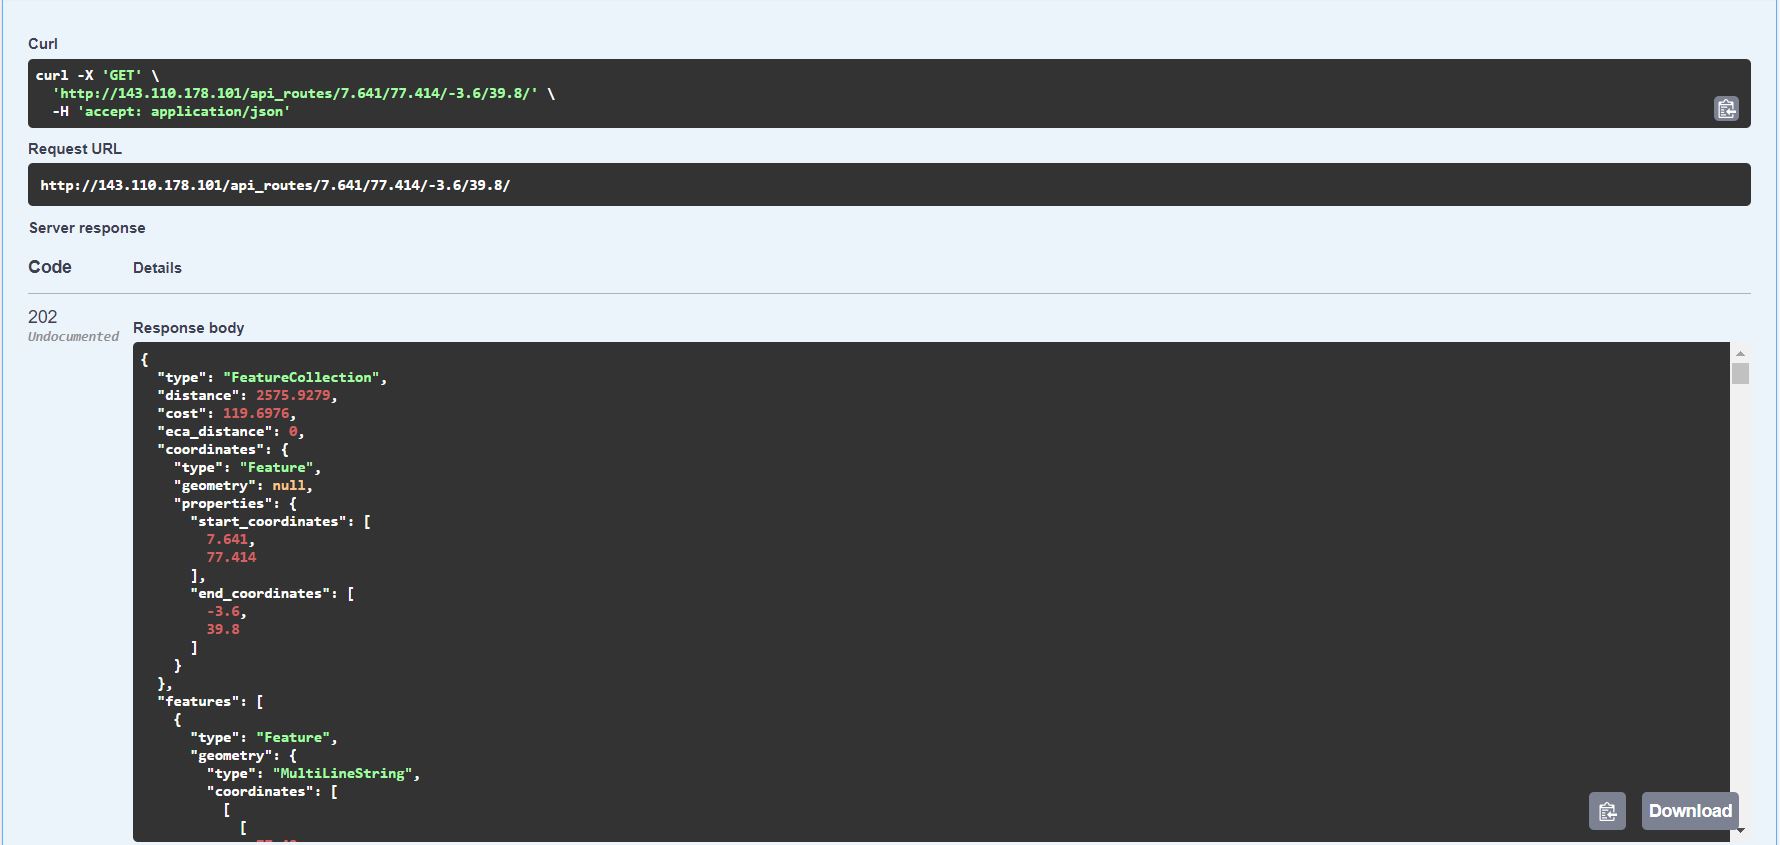 Curl
curl -X 'GET' \
'http://143.110.178.101/api_routes/7.641/77.414/-3.6/39.8/' \
-H 'accept: application/json'
Request URL
http://143.110.178.101/api_routes/7.641/77.414/-3.6/39.8/
Server response
Code Details
202
Undocumented
Response body
{
"type": "FeatureCollection",
"distance": 2575.9279,
"cost": 119.6976,
"eca_distance": 0,
"coordinates": {
"type": "Feature",
"geometry": null,
"properties": {
"start_coordinates": [
7.641,
77.414
],
"end_coordinates": [
-3.6,
39.8
]
}
},
"features": [
{
"type": "Feature",
"geometry": {
"type": "MultiLineString",
"coordinates": [
[
[
Download